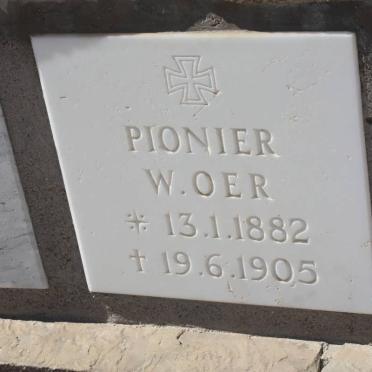 PIONIER
W.OER
* 13.1.1882
† 19.6.1905